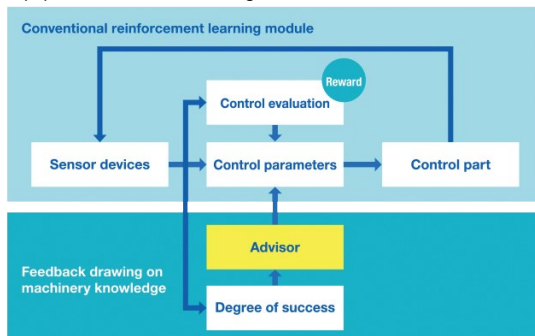 Conventional reinforcement learning module
Reward
Control evaluation
Sensor devices
Control parameters
Control part
Advisor
Feedback drawing on
machinery knowledge
Degree of success